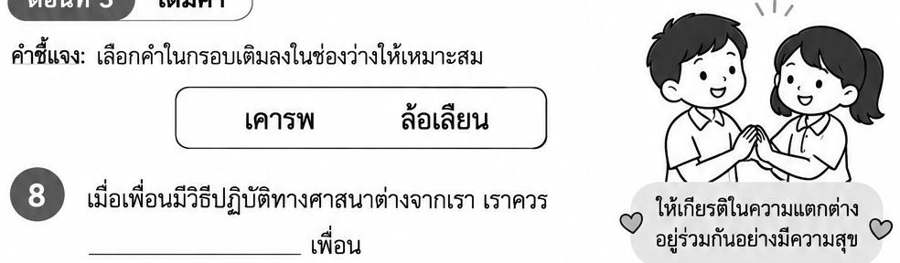 ตอนที่ 3 เติมคำ
คำชี้แจง: เลือกคำในกรอบเติมลงในช่องว่างให้เหมาะสม
เคารพ ล้อเลียน
8 เมื่อเพื่อนมีวิธีปฏิบัติทางศาสนาต่างจากเรา เราควร
เพื่อน
ให้เกียรติในความแตกต่าง
อยู่ร่วมกันอย่างมีความสุข